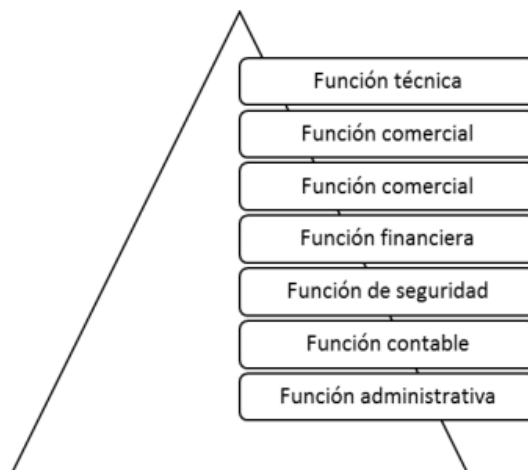 Función técnica
Función comercial
Función comercial
Función financiera
Función de seguridad
Función contable
Función administrativa